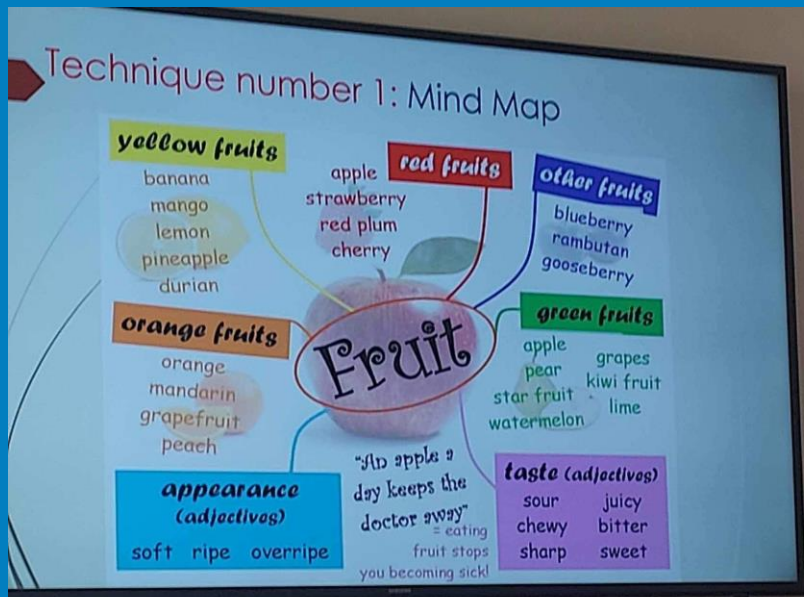 Technique number 1: Mind Map
yellow fruits
banana
mango
lemon
pineapple
durian
red fruits
apple
strawberry
red plum
cherry
other fruits
blueberry
rambutan
gooseberry
orange fruits
orange
mandarin
grapefruit
peach
Fruit
green fruits
apple
pear
star fruit
watermelon
grapes
kiwi fruit
lime
appearance
(adjectives)
soft ripe overripe
"An apple a
day keeps the
doctor away"
= eating
fruit stops
you becoming sick!
taste (adjectives)
sour juicy
chewy bitter
sharp sweet